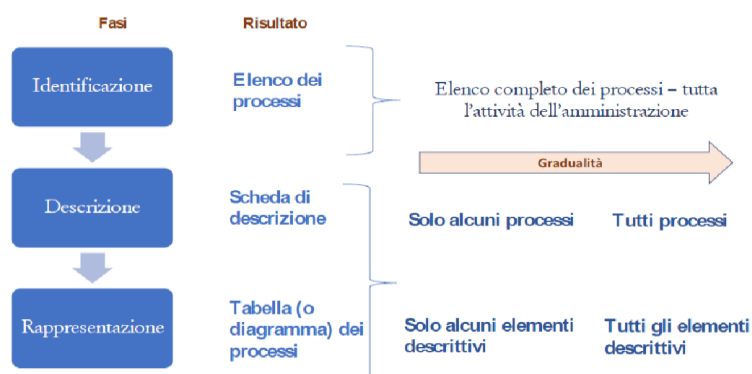 Fasi
Risultato
Identificazione
Elenco dei
processi
Elenco completo dei processi – tutta
l’attività dell’amministrazione
Gradualità
Descrizione
Scheda di
descrizione
Solo alcuni processi
Tutti processi
Rappresentazione
Tabella (o
diagramma) dei
processi
Solo alcuni elementi
descrittivi
Tutti gli elementi
descrittivi